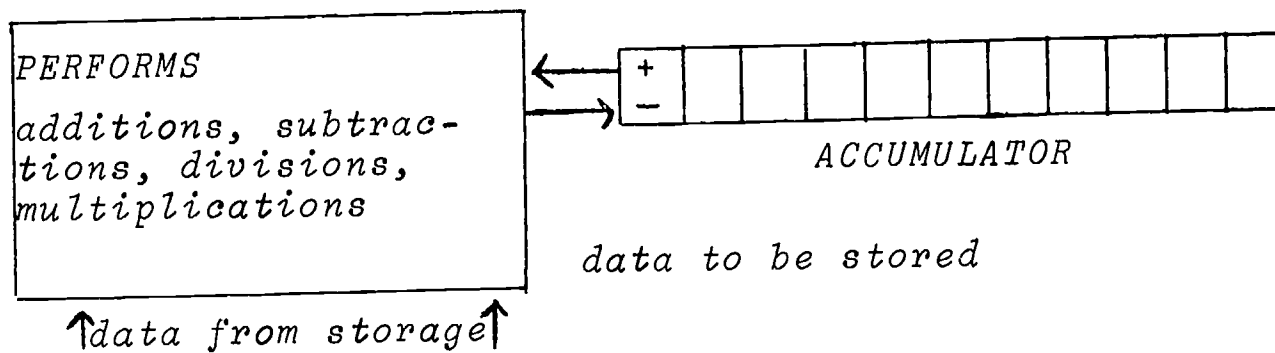 PERFORMS
additions, subtrac-
tions, divisions,
multiplications
+
—
ACCUMULATOR
data to be stored
↑data from storage↑